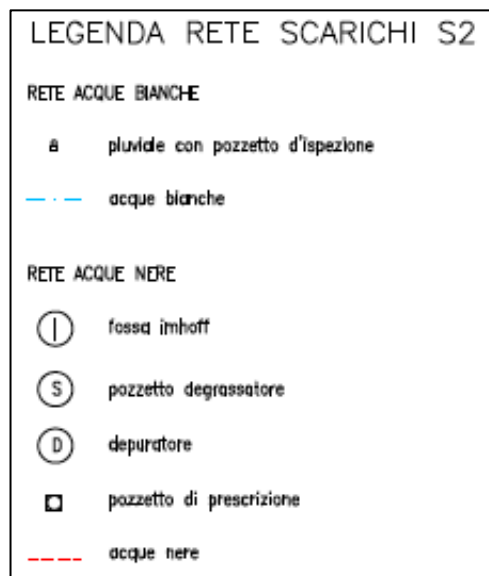 LEGENDA RETE SCARICHI S2
RETE ACQUE BIANCHE
pluviale con pozzetto d'ispezione
acque bianche
RETE ACQUE NERE
I fossa imhoff
S pozzetto degrassatore
D depuratore
pozzetto di prescrizione
acque nere